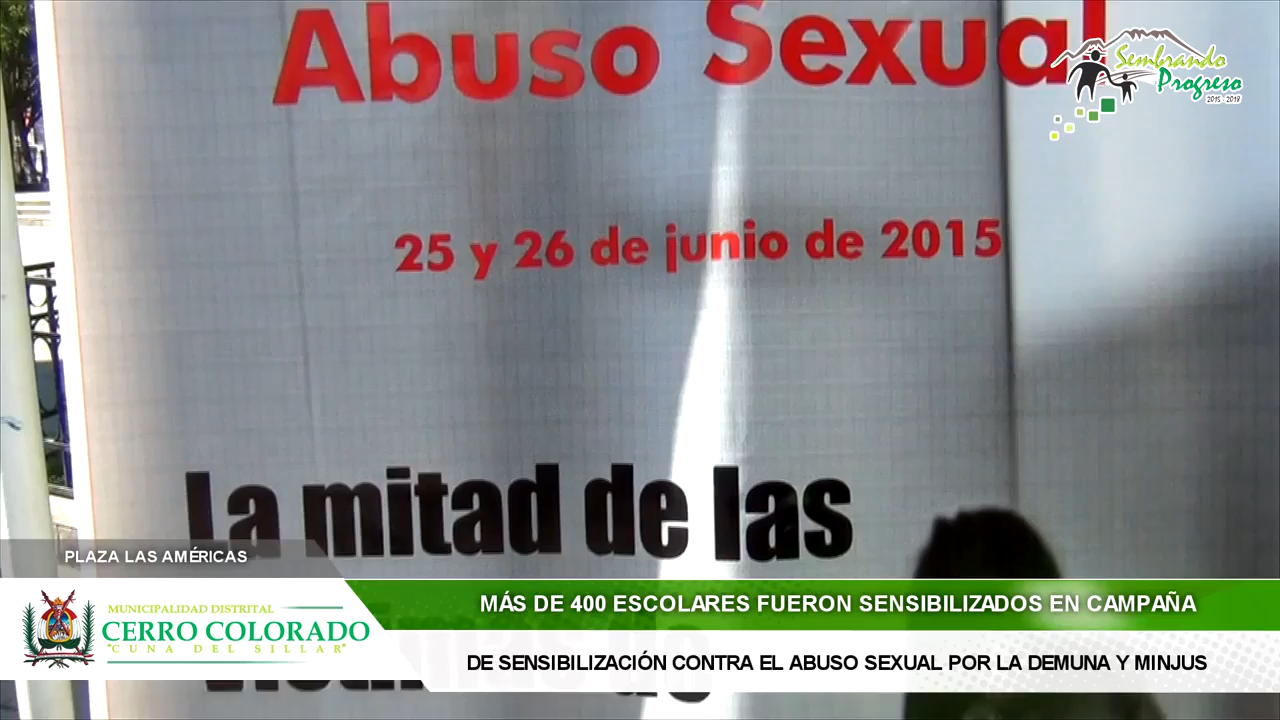 Abuso Sexual
Sembrando
Progreso
2015 - 2018
25 y 26 de junio de 2015
La mitad de las
PLAZA LAS AMÉRICAS
MUNICIPALIDAD DISTRITAL
CERRO COLORADO
"CUNA DEL SILLAR"
MÁS DE 400 ESCOLARES FUERON SENSIBILIZADOS EN CAMPAÑA
DE SENSIBILIZACIÓN CONTRA EL ABUSO SEXUAL POR LA DEMUNA Y MINJUS